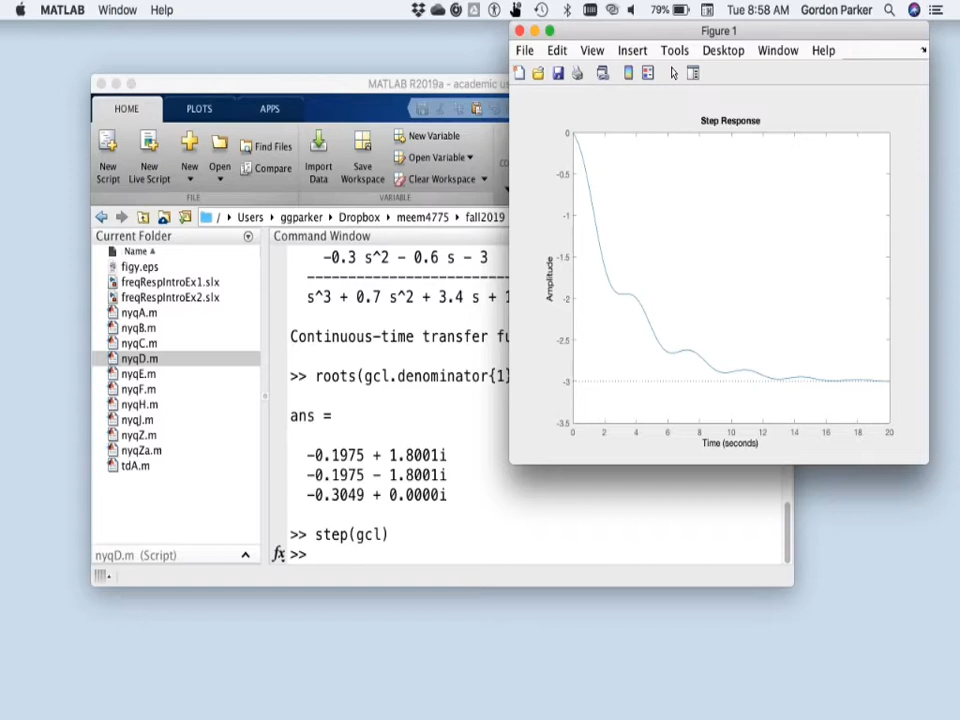 MATLAB Window Help 79% Tue 8:58 AM Gordon Parker
Figure 1
File Edit View Insert Tools Desktop Window Help
MATLAB R2019a - academic us
HOME PLOTS APPS
New Script
New Live Script
New
Open
Find Files
Compare
Import Data
Save Workspace
New Variable
Open Variable
Clear Workspace
FILE
VARIABLE
/ Users ggparker Dropbox meem4775 fall2019
Current Folder
Name
figy.eps
freqRespIntroEx1.slx
freqRespIntroEx2.slx
nyqA.m
nyqB.m
nyqC.m
nyqD.m
nyqE.m
nyqF.m
nyqH.m
nyqJ.m
nyqZ.m
nyqZa.m
tdA.m
nyqD.m (Script)
Command Window
-0.3 s^2 - 0.6 s - 3
----------------------------
s^3 + 0.7 s^2 + 3.4 s + 1
Continuous-time transfer fu
>> roots(gcl.denominator{1}
ans =
-0.1975 + 1.8001i
-0.1975 - 1.8001i
-0.3049 + 0.0000i
>> step(gcl)
fx >>
Step Response
Amplitude
0
-0.5
-1
-1.5
-2
-2.5
-3
-3.5
0 2 4 6 8 10 12 14 16 18 20
Time (seconds)